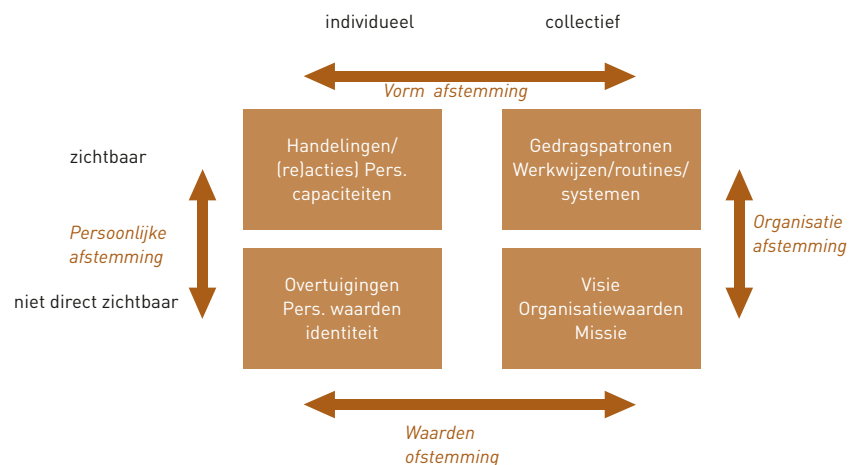 individueel
collectief
Vorm afstemming
zichtbaar
Handelingen/
(re)acties) Pers.
capaciteiten
Gedragspatronen
Werkwijzen/routines/
systemen
Persoonlijke
afstemming
Organisatie
afstemming
niet direct zichtbaar
Overtuigingen
Pers. waarden
identiteit
Visie
Organisatiewaarden
Missie
Waarden
ofstemming